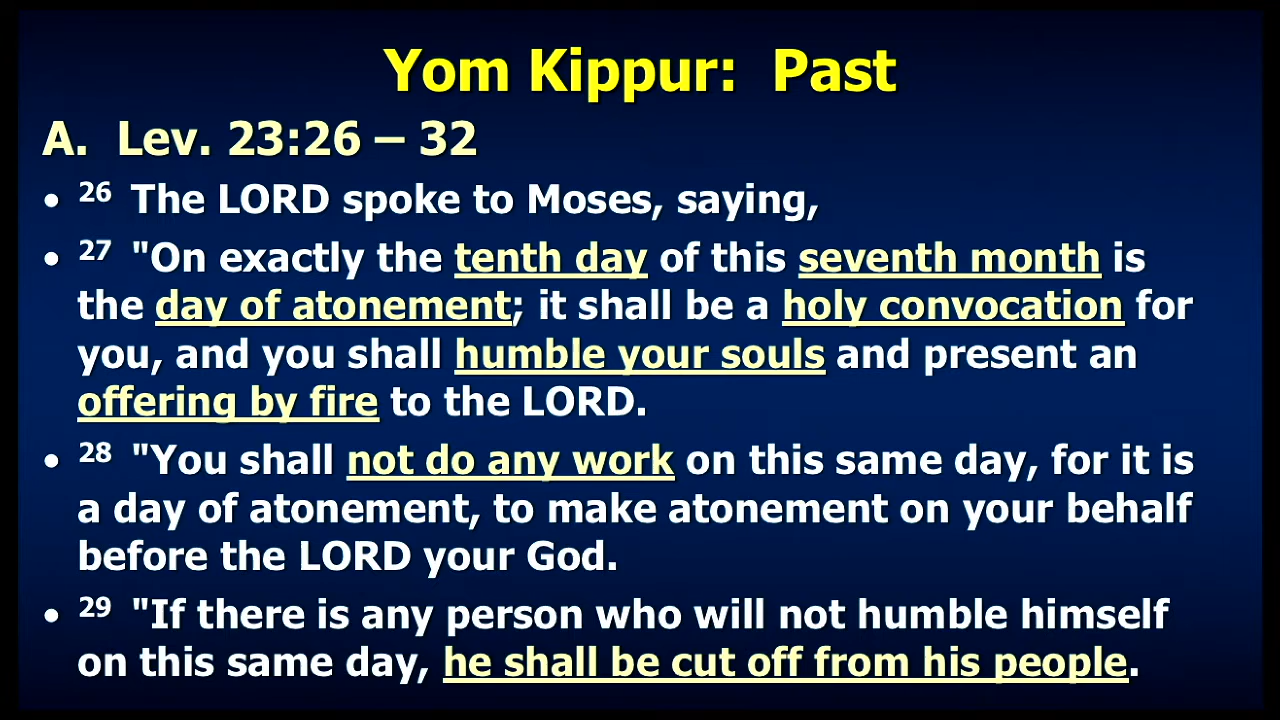 Yom Kippur:  Past
A.  Lev. 23:26 – 32
• 26  The LORD spoke to Moses, saying,
• 27  "On exactly the tenth day of this seventh month is
the day of atonement; it shall be a holy convocation for
you, and you shall humble your souls and present an
offering by fire to the LORD.
• 28  "You shall not do any work on this same day, for it is
a day of atonement, to make atonement on your behalf
before the LORD your God.
• 29  "If there is any person who will not humble himself
on this same day, he shall be cut off from his people.